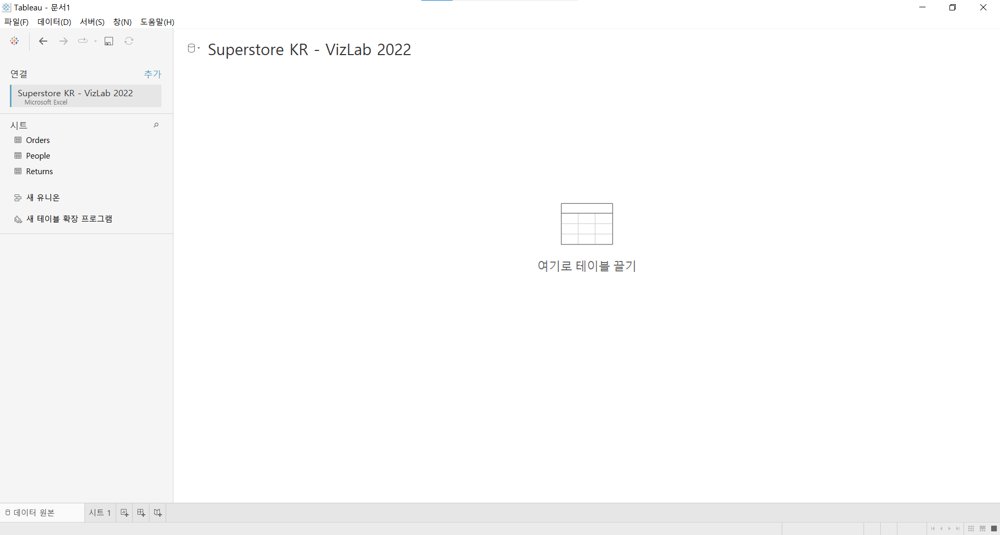 Tableau - 문서1
파일(F) 데이터(D) 서버(S) 창(N) 도움말(H)
Superstore KR - VizLab 2022
연결 추가
Superstore KR - VizLab 2022
Microsoft Excel
시트
Orders
People
Returns
새 유니온
새 테이블 확장 프로그램
여기로 테이블 끌기
데이터 원본 시트 1